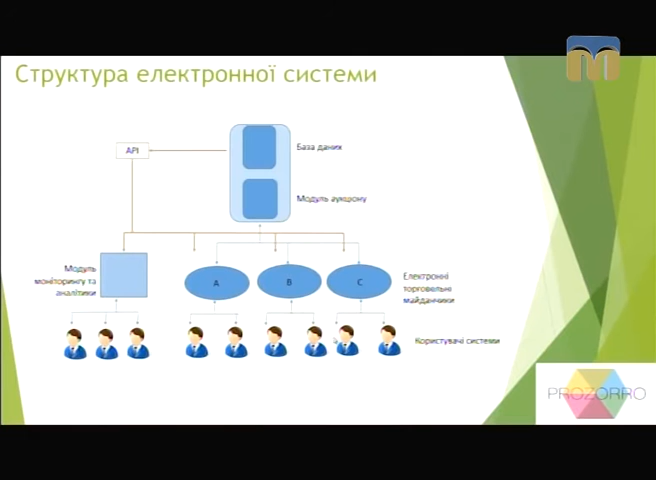 Структура електронної системи
API
База даних
Модуль аукціону
Модуль
моніторингу та
аналітики
A
B
C
Електронні
торговельні
майданчики
Користувачі системи
PROZORRO